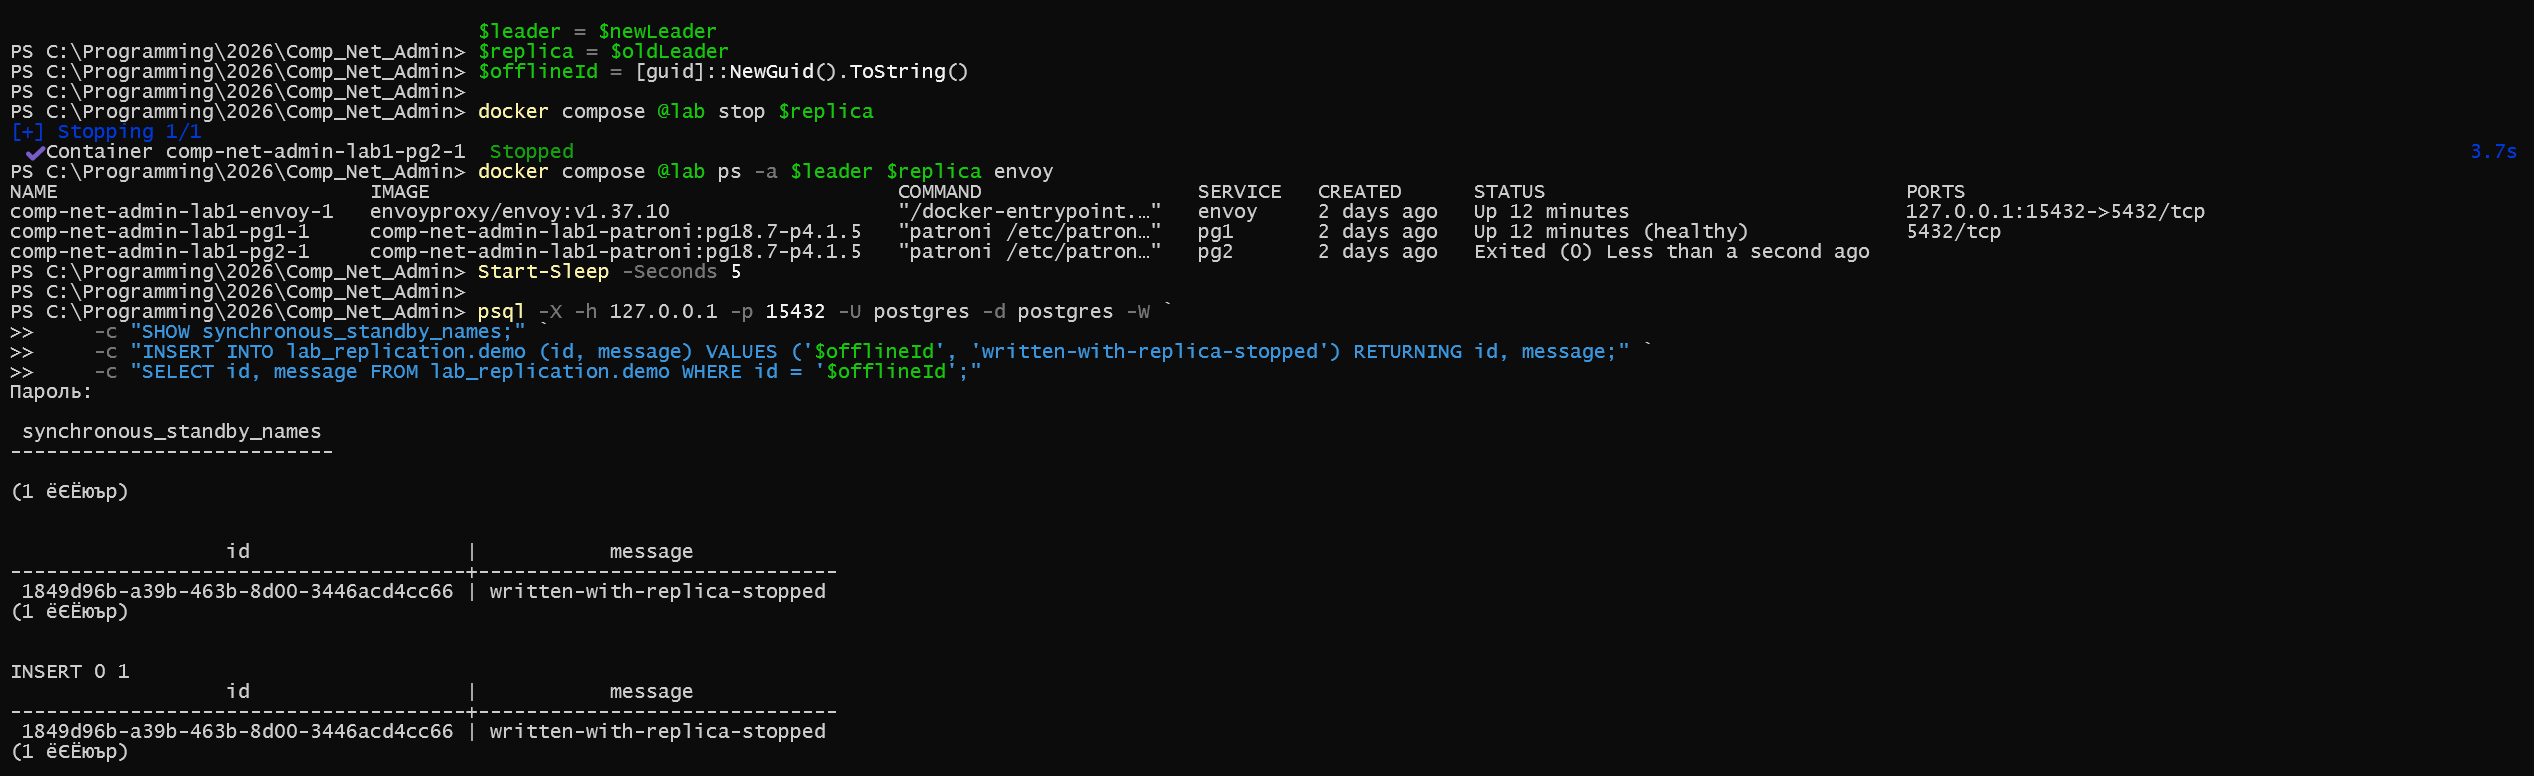 $leader = $newLeader
PS C:\Programming\2026\Comp_Net_Admin> $replica = $oldLeader
PS C:\Programming\2026\Comp_Net_Admin> $offlineId = [guid]::NewGuid().ToString()
PS C:\Programming\2026\Comp_Net_Admin>
PS C:\Programming\2026\Comp_Net_Admin> docker compose @lab stop $replica
[+] Stopping 1/1
✔Container comp-net-admin-lab1-pg2-1  Stopped 3.7s
PS C:\Programming\2026\Comp_Net_Admin> docker compose @lab ps -a $leader $replica envoy
NAME IMAGE COMMAND SERVICE CREATED STATUS PORTS
comp-net-admin-lab1-envoy-1 envoyproxy/envoy:v1.37.10 "/docker-entrypoint.…" envoy 2 days ago Up 12 minutes 127.0.0.1:15432->5432/tcp
comp-net-admin-lab1-pg1-1 comp-net-admin-lab1-patroni:pg18.7-p4.1.5 "patroni /etc/patron…" pg1 2 days ago Up 12 minutes (healthy) 5432/tcp
comp-net-admin-lab1-pg2-1 comp-net-admin-lab1-patroni:pg18.7-p4.1.5 "patroni /etc/patron…" pg2 2 days ago Exited (0) Less than a second ago
PS C:\Programming\2026\Comp_Net_Admin> Start-Sleep -Seconds 5
PS C:\Programming\2026\Comp_Net_Admin>
PS C:\Programming\2026\Comp_Net_Admin> psql -X -h 127.0.0.1 -p 15432 -U postgres -d postgres -W `
>>     -c "SHOW synchronous_standby_names;" `
>>     -c "INSERT INTO lab_replication.demo (id, message) VALUES ('$offlineId', 'written-with-replica-stopped') RETURNING id, message;" `
>>     -c "SELECT id, message FROM lab_replication.demo WHERE id = '$offlineId';"
Пароль:
synchronous_standby_names
---------------------------
(1 ёЄЁюър)
id | message
--------------------------------------+------------------------------
1849d96b-a39b-463b-8d00-3446acd4cc66 | written-with-replica-stopped
(1 ёЄЁюър)
INSERT 0 1
id | message
--------------------------------------+------------------------------
1849d96b-a39b-463b-8d00-3446acd4cc66 | written-with-replica-stopped
(1 ёЄЁюър)